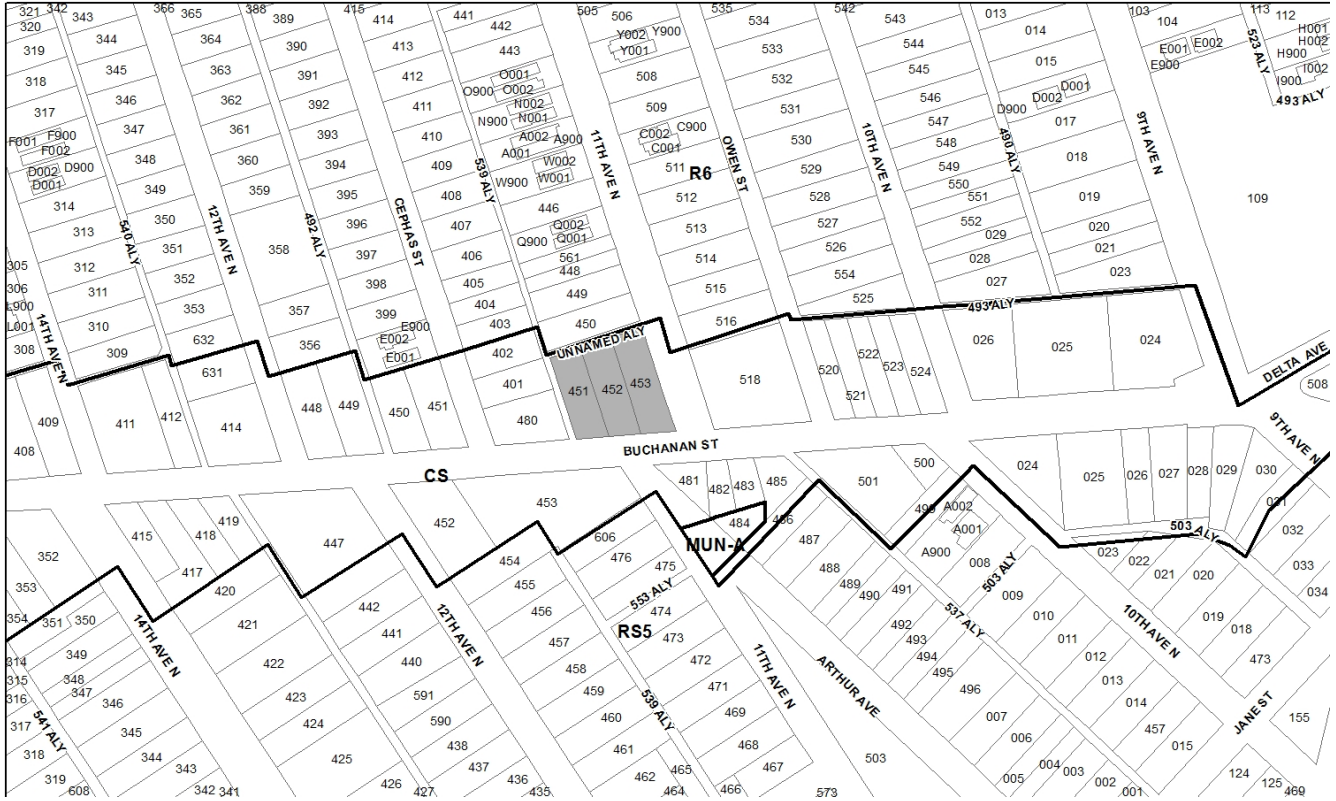 321 342 343 366 365 388 389 415 414 441 442 505 506 535 534 542 543 013 103 104 113 112
320 344 364 390 413 443 Y002 Y900 Y001 533 544 014 E001 E002 523 ALY H001 H002
319 345 363 391 412 O001 508 532 545 015 E900 H900 I002
318 346 362 392 411 O900 O002 N002 509 531 546 D900 D002 D001 I900 493 ALY
317 347 361 393 410 N900 N001 11TH AVE N C002 C900 OWEN ST 530 10TH AVE N 547 490 ALY 017 9TH AVE N
F001 F900 F002 348 360 394 409 539 ALY A002 A900 A001 C001 529 548 018
D002 D900 D001 349 359 395 408 W900 W002 W001 511 R6 528 549 550 551 019 109
314 350 12TH AVE N 492 ALY 396 CEPHAS ST 407 446 512 527 552 020
313 540 ALY 351 358 397 406 Q900 Q002 Q001 513 526 029 021
305 312 352 398 405 561 448 514 554 028 023
306 311 353 357 399 404 449 515 525 027
L900 L001 310 632 356 E900 E002 403 450 516 493 ALY
308 14TH AVE N 309 631 E001 402 UNNAMED ALY 518 522 026 025 024 DELTA AVE
409 411 412 414 448 449 450 451 401 451 452 453 520 521 523 524 508
408 480 BUCHANAN ST 9TH AVE N
CS 481 482 483 485 501 500 024 025 026 027 028 029 030
415 418 419 452 453 484 486 499 A002 031
352 417 447 606 MUN-A 487 A001 503 ALY 032
353 420 454 476 475 488 A900 008 503 ALY 023 022 021 020 033
354 351 350 14TH AVE N 421 442 12TH AVE N 455 553 ALY 489 490 491 537 ALY 009 034
314 349 441 456 RS5 474 492 010 10TH AVE N 019 018
315 348 422 440 457 473 493 011
316 347 346 423 591 458 672 494 012 473
317 541 ALY 345 424 590 459 539 ALY 471 11TH AVE N ARTHUR AVE 495 496 013 014 JANE ST
318 344 425 438 460 469 007 457 155
319 343 426 437 461 468 503 006 004 015
608 342 341 427 436 435 462 465 464 467 466 573 005 003 002 001 124 125 469